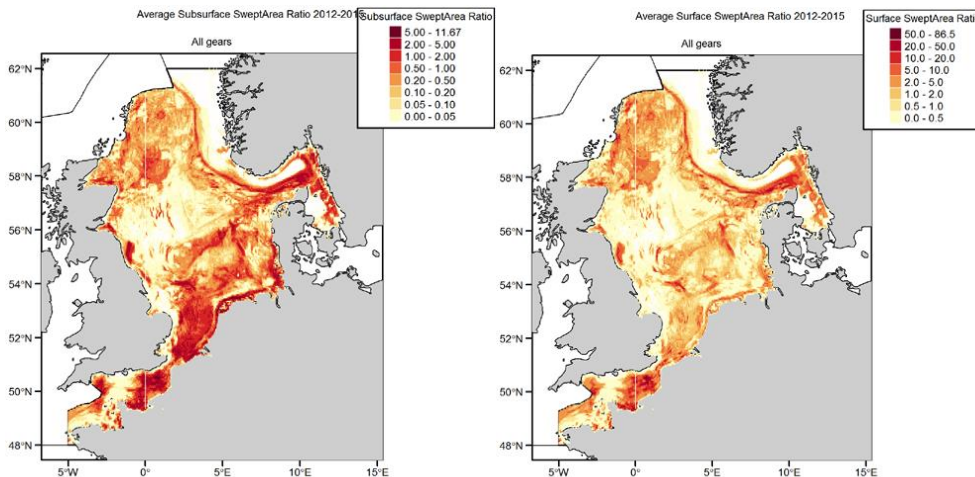 Average Subsurface SweptArea Ratio 2012-2015
Subsurface SweptArea Ratio
5.00 - 11.67
2.00 - 5.00
1.00 - 2.00
0.50 - 1.00
0.20 - 0.50
0.10 - 0.20
0.05 - 0.10
0.00 - 0.05
All gears
62°N
60°N
58°N
56°N
54°N
52°N
50°N
48°N
5°W
0°
5°E
10°E
15°E
Average Surface SweptArea Ratio 2012-2015
Surface SweptArea Ratio
50.0 - 86.5
20.0 - 50.0
10.0 - 20.0
5.0 - 10.0
2.0 - 5.0
1.0 - 2.0
0.5 - 1.0
0.0 - 0.5
All gears
62°N
60°N
58°N
56°N
54°N
52°N
50°N
48°N
5°W
0°
5°E
10°E
15°E